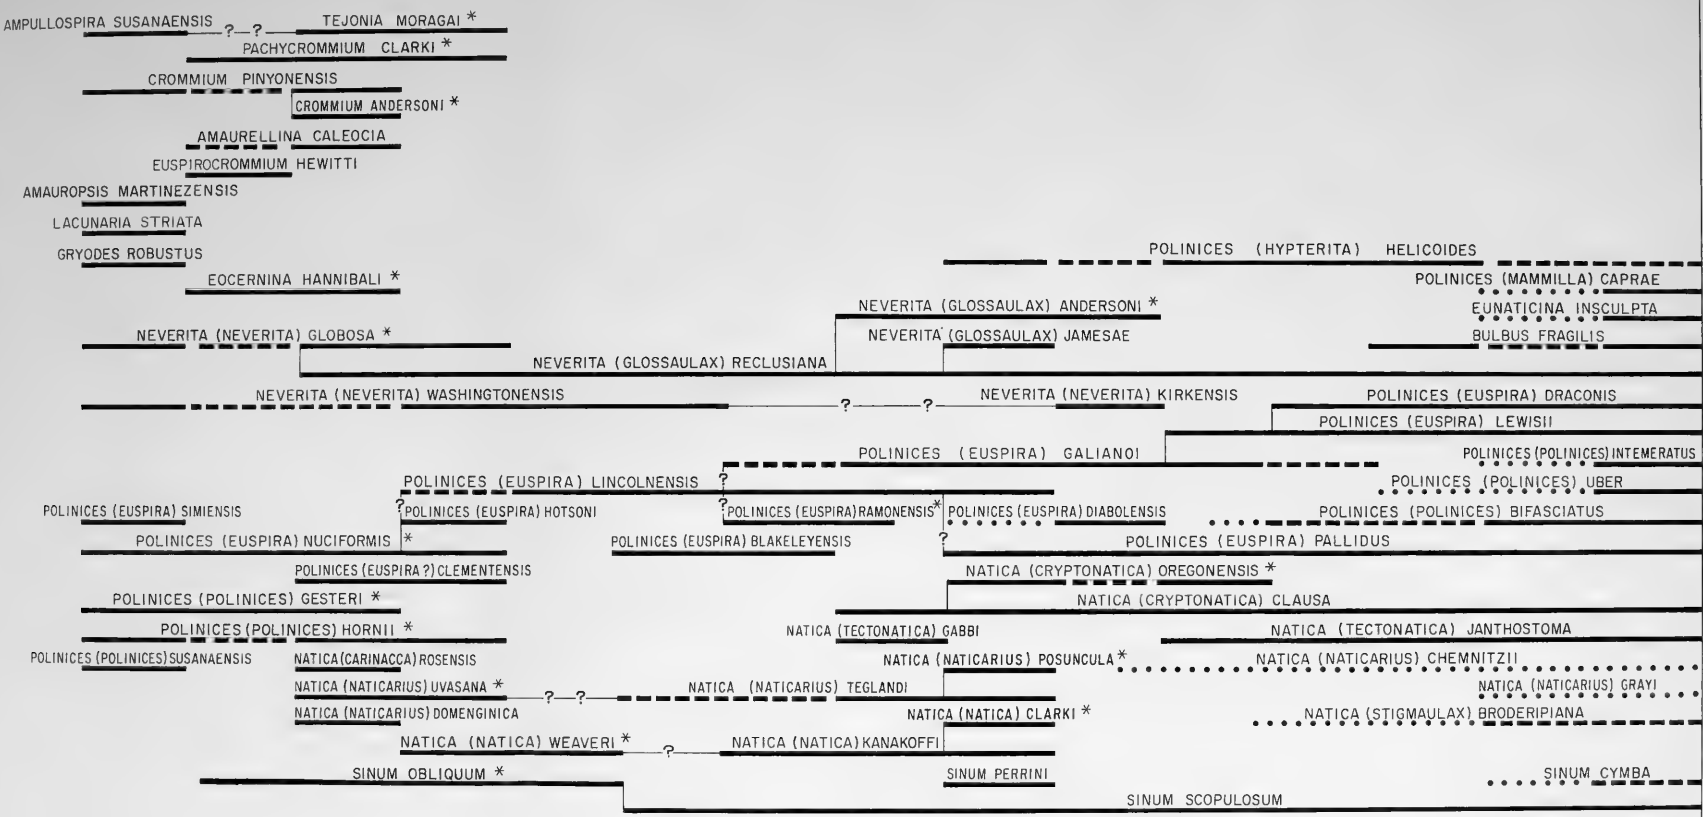 AMPULLOSPIRA SUSANAENSIS ?—? TEJONIA MORAGAI *
PACHYCROMMIUM CLARKI *
CROMMIUM PINYONENSIS
CROMMIUM ANDERSONI *
AMAURELLINA CALEOCIA
EUSPIROCROMMIUM HEWITTI
AMAUROPSIS MARTINEZENSIS
LACUNARIA STRIATA
GRYODES ROBUSTUS
POLINICES (HYPTERITA) HELICOIDES
EOCERNINA HANNIBALI *
POLINICES (MAMMILLA) CAPRAE
NEVERITA (GLOSSAULAX) ANDERSONI *
EUNATICINA INSCULPTA
NEVERITA (NEVERITA) GLOBOSA *
NEVERITA (GLOSSAULAX) JAMESAE
BULBUS FRAGILIS
NEVERITA (GLOSSAULAX) RECLUSIANA
NEVERITA (NEVERITA) WASHINGTONENSIS ? ? NEVERITA (NEVERITA) KIRKENSIS
POLINICES (EUSPIRA) DRACONIS
POLINICES (EUSPIRA) LEWISII
POLINICES (EUSPIRA) GALIANOI
POLINICES (POLINICES) INTEMERATUS
POLINICES (EUSPIRA) LINCOLNENSIS ?
POLINICES (POLINICES) UBER
POLINICES (EUSPIRA) SIMIENSIS
? POLINICES (EUSPIRA) HOTSONI
? POLINICES (EUSPIRA) RAMONENSIS *
POLINICES (EUSPIRA) DIABOLENSIS
POLINICES (POLINICES) BIFASCIATUS
POLINICES (EUSPIRA) NUCIFORMIS *
POLINICES (EUSPIRA) BLAKELEYENSIS
? POLINICES (EUSPIRA) PALLIDUS
POLINICES (EUSPIRA?) CLEMENTENSIS
NATICA (CRYPTONATICA) OREGONENSIS *
POLINICES (POLINICES) GESTERI *
NATICA (CRYPTONATICA) CLAUSA
POLINICES (POLINICES) HORNII *
NATICA (TECTONATICA) GABBI
NATICA (TECTONATICA) JANTHOSTOMA
POLINICES (POLINICES) SUSANAENSIS
NATICA (CARINACCA) ROSENSIS
NATICA (NATICARIUS) POSUNCULA *
NATICA (NATICARIUS) CHEMNITZII
NATICA (NATICARIUS) UVASANA * —?—?— NATICA (NATICARIUS) TEGLANDI
NATICA (NATICARIUS) GRAYI
NATICA (NATICARIUS) DOMENGINICA
NATICA (NATICA) CLARKI *
NATICA (STIGMAULAX) BRODERIPIANA
NATICA (NATICA) WEAVERI * ? NATICA (NATICA) KANAKOFFI
SINUM OBLIQUUM *
SINUM PERRINI
SINUM CYMBA
SINUM SCOPULOSUM